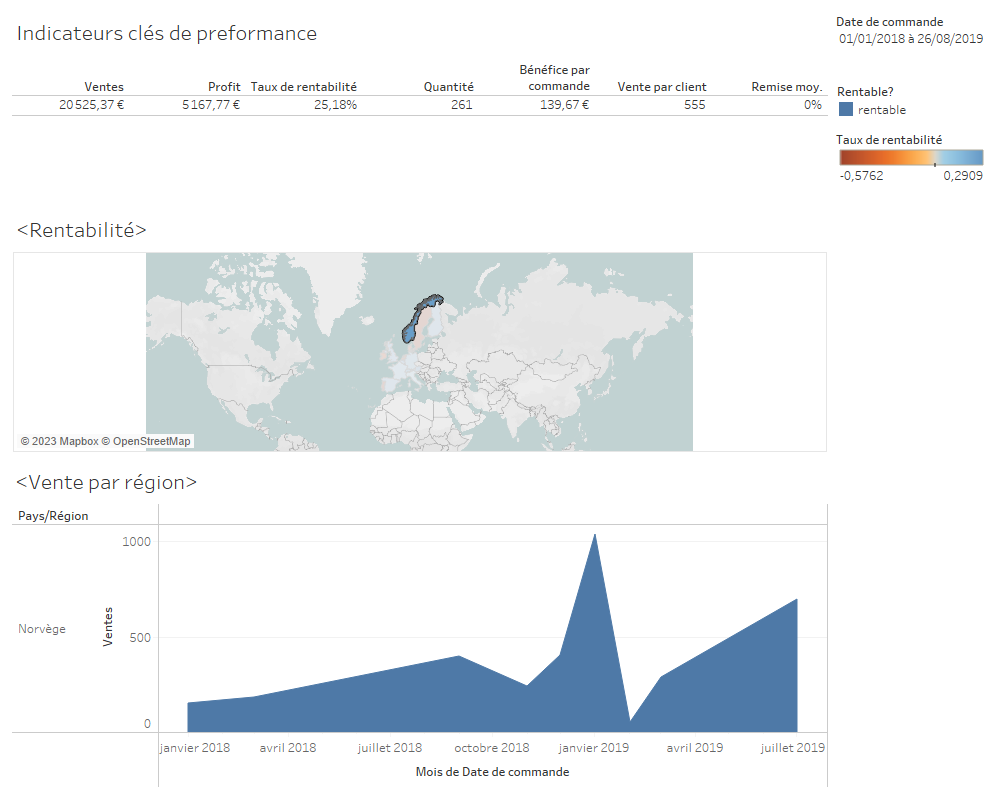 Indicateurs clés de preformance
Date de commande
01/01/2018 à 26/08/2019
Ventes Profit Taux de rentabilité Quantité Bénéfice par commande Vente par client Remise moy.
20 525,37 € 5 167,77 € 25,18% 261 139,67 € 555 0%
Rentable?
rentable
Taux de rentabilité
-0,5762 0,2909
<Rentabilité>
© 2023 Mapbox © OpenStreetMap
<Vente par région>
Pays/Région
Norvège
Ventes
1000
500
0
janvier 2018 avril 2018 juillet 2018 octobre 2018 janvier 2019 avril 2019 juillet 2019
Mois de Date de commande